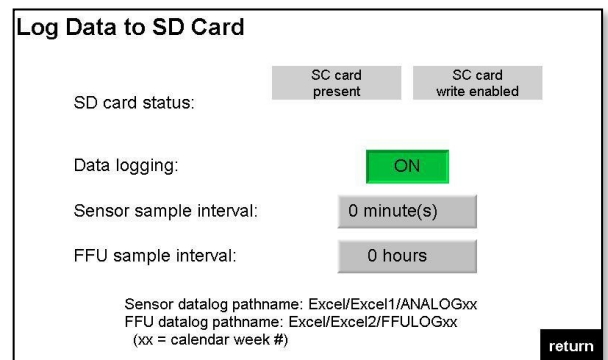 Log Data to SD Card
SC card
present
SC card
write enabled
SD card status:
Data logging:
ON
Sensor sample interval:
0 minute(s)
FFU sample interval:
0 hours
Sensor datalog pathname: Excel/Excel1/ANALOGxx
FFU datalog pathname: Excel/Excel2/FFULOGxx
(xx = calendar week #)
return